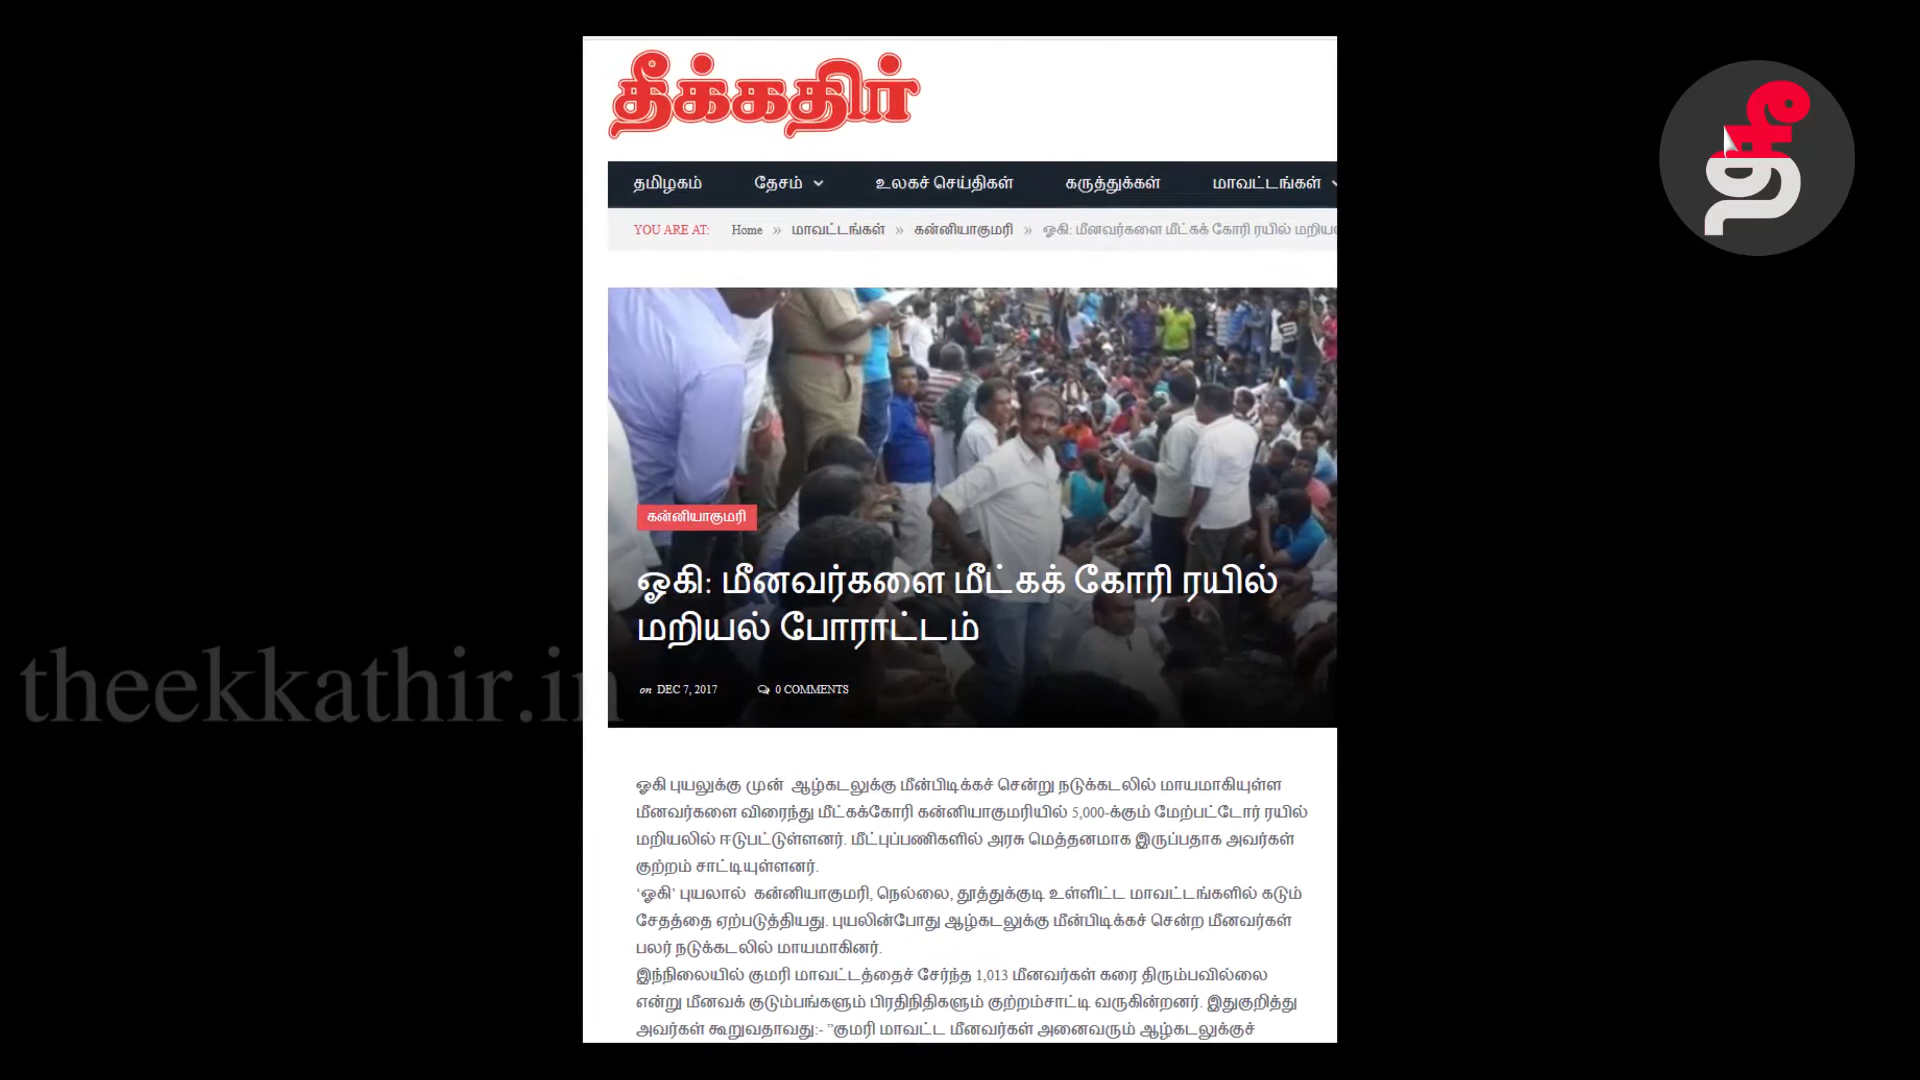 தீக்கதிர்
தீ
தமிழகம் தேசம் உலகச் செய்திகள் கருத்துக்கள் மாவட்டங்கள்
YOU ARE AT: Home » மாவட்டங்கள் » கன்னியாகுமரி » ஓகி: மீனவர்களை மீட்கக் கோரி ரயில்
கன்னியாகுமரி
ஓகி: மீனவர்களை மீட்கக் கோரி ரயில்
மறியல் போராட்டம்
theekkathir.in
on DEC 7, 2017 0 COMMENTS
ஓகி புயலுக்கு முன் ஆழ்கடலுக்கு மீன்பிடிக்கச் சென்று நடுக்கடலில் மாயமாகியுள்ள
மீனவர்களை விரைந்து மீட்கக்கோரி கன்னியாகுமரியில் 5,000-க்கும் மேற்பட்டோர் ரயில்
மறியலில் ஈடுபட்டுள்ளனர். மீட்புப்பணிகளில் அரசு மெத்தனமாக இருப்பதாக அவர்கள்
குற்றம் சாட்டியுள்ளனர்.
‘ஓகி’ புயலால் கன்னியாகுமரி, நெல்லை, தூத்துக்குடி உள்ளிட்ட மாவட்டங்களில் கடும்
சேதத்தை ஏற்படுத்தியது. புயலின்போது ஆழ்கடலுக்கு மீன்பிடிக்கச் சென்ற மீனவர்கள்
பலர் நடுக்கடலில் மாயமாகினர்.
இந்நிலையில் குமரி மாவட்டத்தைச் சேர்ந்த 1,013 மீனவர்கள் கரை திரும்பவில்லை
என்று மீனவக் குடும்பங்களும் பிரதிநிதிகளும் குற்றம்சாட்டி வருகின்றனர். இதுகுறித்து
அவர்கள் கூறுவதாவது:- ”குமரி மாவட்ட மீனவர்கள் அனைவரும் ஆழ்கடலுக்குச்